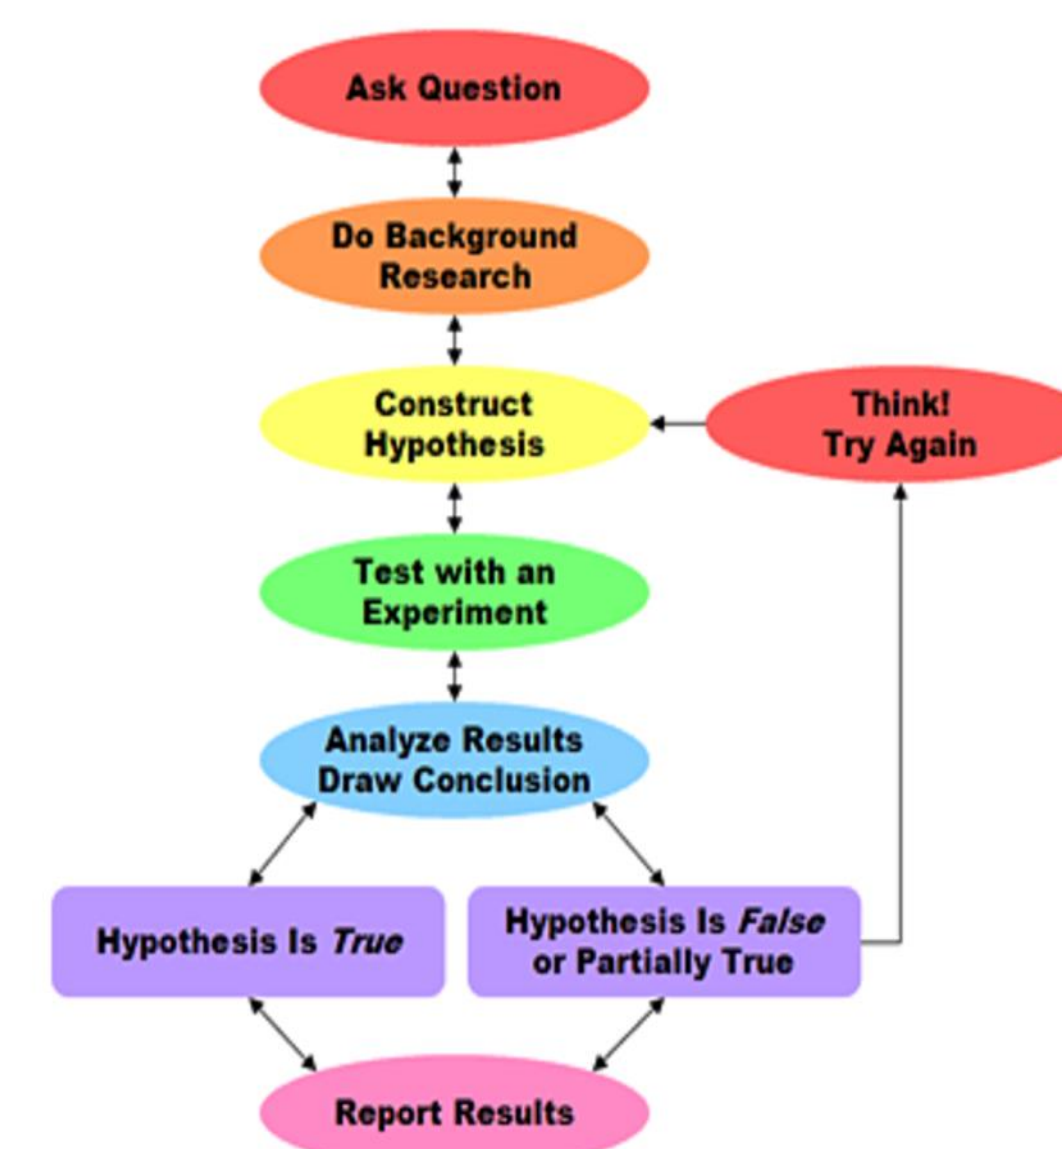 Ask Question
Do Background
Research
Construct
Hypothesis
Think!
Try Again
Test with an
Experiment
Analyze Results
Draw Conclusion
Hypothesis Is True
Hypothesis Is False
or Partially True
Report Results